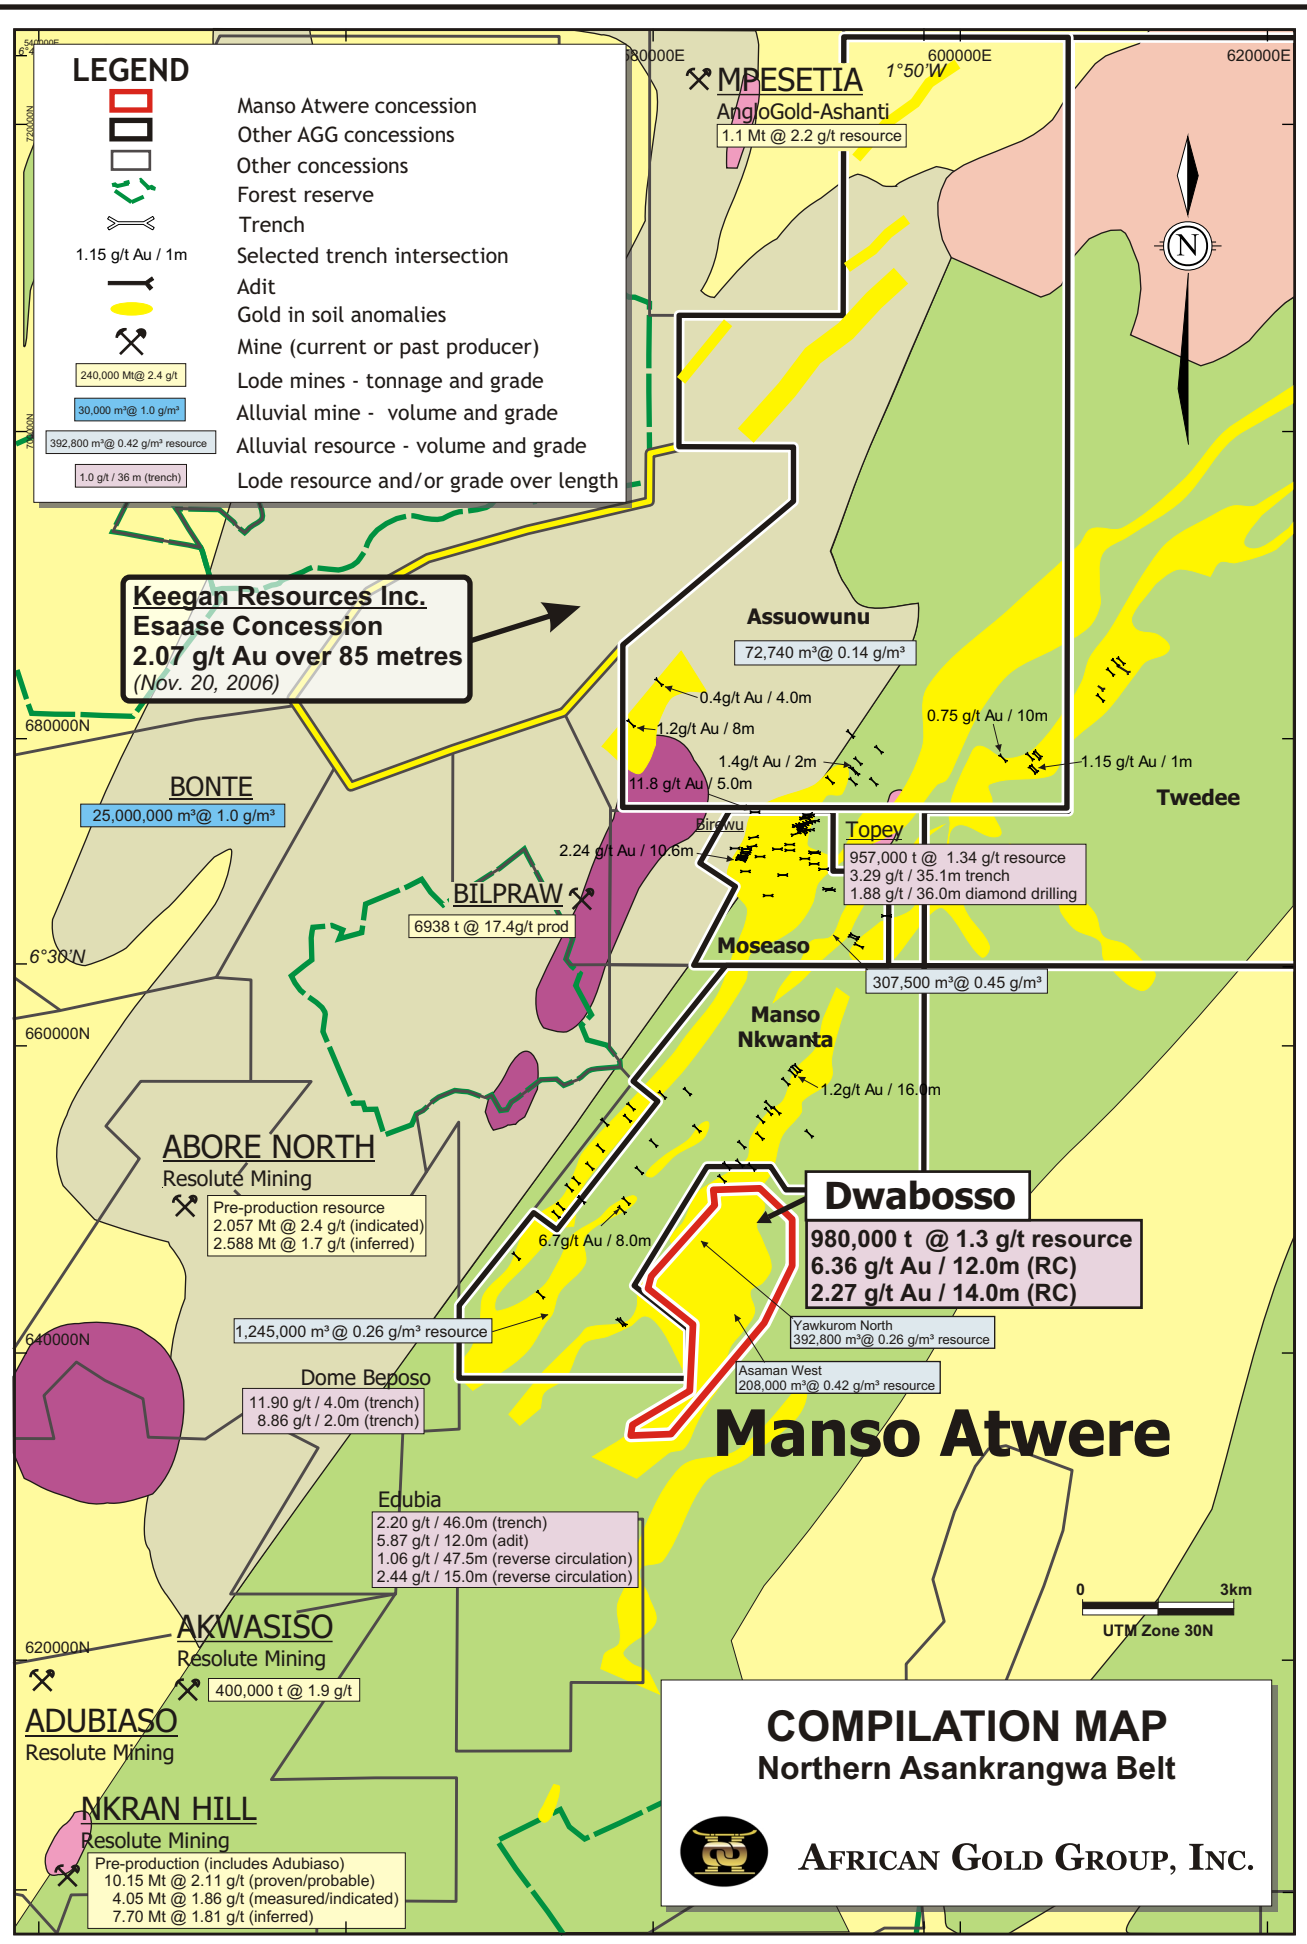 LEGEND
Manso Atwere concession
Other AGG concessions
Other concessions
Forest reserve
Trench
1.15 g/t Au / 1m
Selected trench intersection
Adit
Gold in soil anomalies
Mine (current or past producer)
240,000 Mt@ 2.4 g/t
Lode mines - tonnage and grade
30,000 m³@ 1.0 g/m³
Alluvial mine - volume and grade
392,800 m³@ 0.42 g/m³ resource
Alluvial resource - volume and grade
1.0 g/t / 36 m (trench)
Lode resource and/or grade over length
540000E
600000E
620000E
1°50'W
MPESETIA
AngloGold-Ashanti
1.1 Mt @ 2.2 g/t resource
N
720000N
Keegan Resources Inc.
Esaase Concession
2.07 g/t Au over 85 metres
(Nov. 20, 2006)
Assuowunu
72,740 m³@ 0.14 g/m³
0.4g/t Au / 4.0m
1.2g/t Au / 8m
0.75 g/t Au / 10m
1.4g/t Au / 2m
1.15 g/t Au / 1m
11.8 g/t Au / 5.0m
Twedee
680000N
BONTE
25,000,000 m³@ 1.0 g/m³
Birewu
Topey
957,000 t @ 1.34 g/t resource
3.29 g/t / 35.1m trench
1.88 g/t / 36.0m diamond drilling
2.24 g/t Au / 10.6m
BILPRAW
6938 t @ 17.4g/t prod
Moseaso
6°30'N
307,500 m³@ 0.45 g/m³
Manso
Nkwanta
660000N
1.2g/t Au / 16.0m
ABORE NORTH
Resolute Mining
Pre-production resource
2.057 Mt @ 2.4 g/t (indicated)
2.588 Mt @ 1.7 g/t (inferred)
Dwabosso
980,000 t @ 1.3 g/t resource
6.36 g/t Au / 12.0m (RC)
2.27 g/t Au / 14.0m (RC)
6.7g/t Au / 8.0m
1,245,000 m³ @ 0.26 g/m³ resource
Yawkurom North
392,800 m³@ 0.26 g/m³ resource
640000N
Asaman West
208,000 m³@ 0.42 g/m³ resource
Dome Beposo
11.90 g/t / 4.0m (trench)
8.86 g/t / 2.0m (trench)
Manso Atwere
Edubia
2.20 g/t / 46.0m (trench)
5.87 g/t / 12.0m (adit)
1.06 g/t / 47.5m (reverse circulation)
2.44 g/t / 15.0m (reverse circulation)
0 3km
UTM Zone 30N
AKWASISO
Resolute Mining
400,000 t @ 1.9 g/t
620000N
ADUBIASO
Resolute Mining
NKRAN HILL
Resolute Mining
Pre-production (includes Adubiaso)
10.15 Mt @ 2.11 g/t (proven/probable)
4.05 Mt @ 1.86 g/t (measured/indicated)
7.70 Mt @ 1.81 g/t (inferred)
COMPILATION MAP
Northern Asankrangwa Belt
AFRICAN GOLD GROUP, INC.